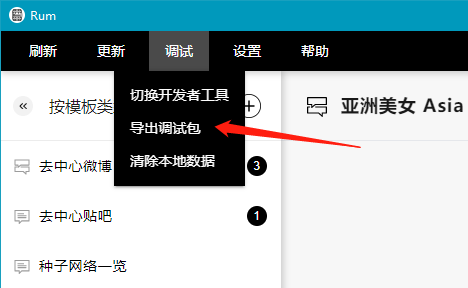 Rum
刷新 更新 调试 设置 帮助
切换开发者工具
导出调试包
清除本地数据
按模板类
亚洲美女 Asia
去中心微博 3
去中心贴吧 1
种子网络一览